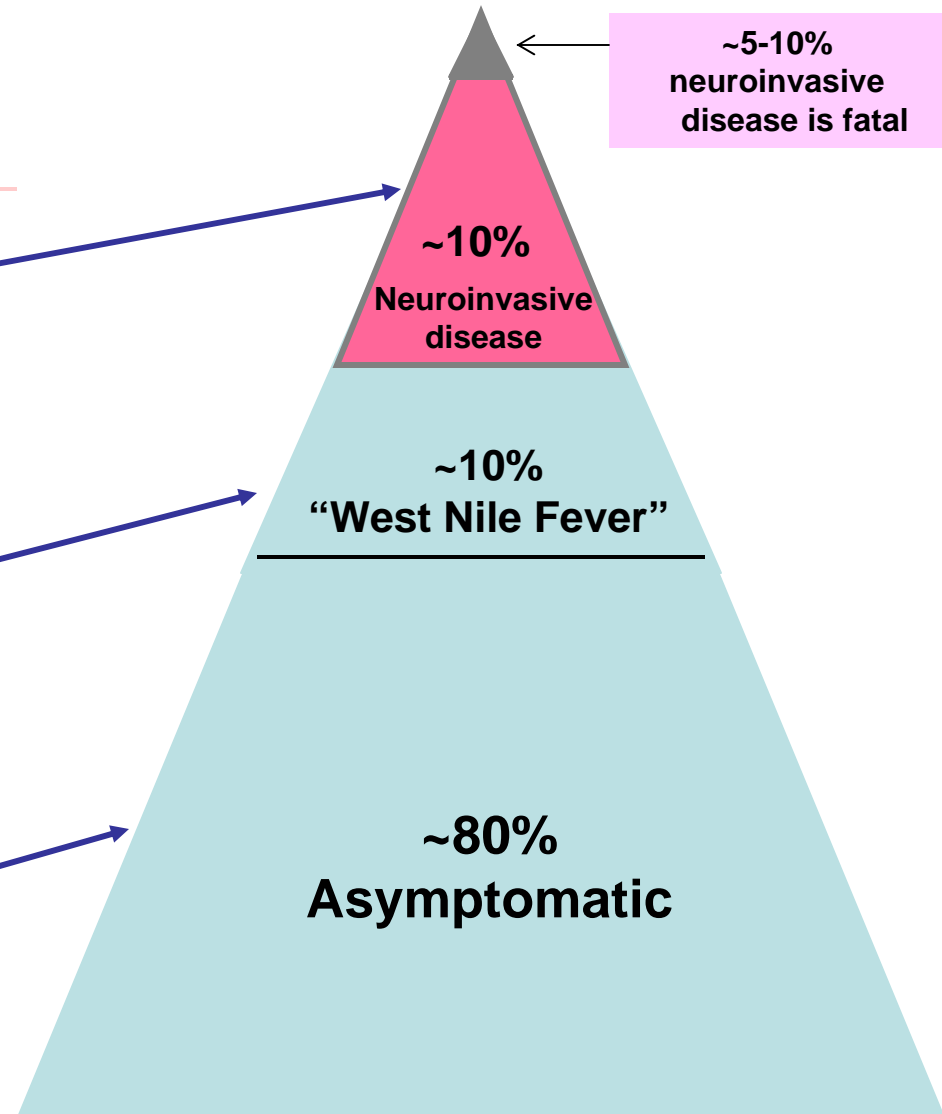 ~5-10%
neuroinvasive
disease is fatal
~10%
Neuroinvasive
disease
~10%
“West Nile Fever”
~80%
Asymptomatic